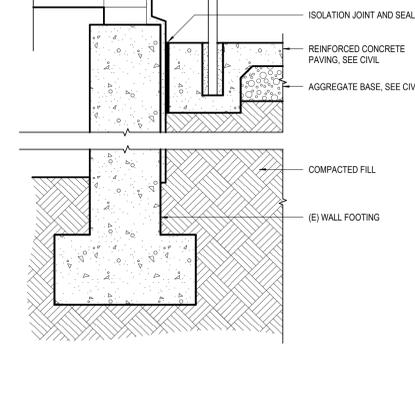 ISOLATION JOINT AND SEAL
REINFORCED CONCRETE
PAVING, SEE CIVIL
AGGREGATE BASE, SEE CIV
COMPACTED FILL
(E) WALL FOOTING